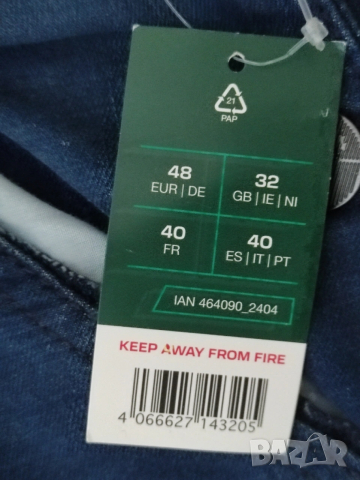 21
PAP
48
EUR | DE
32
GB | IE | NI
40
FR
40
ES | IT | PT
IAN 464090_2404
KEEP AWAY FROM FIRE
4 066627 143205
BAZAR